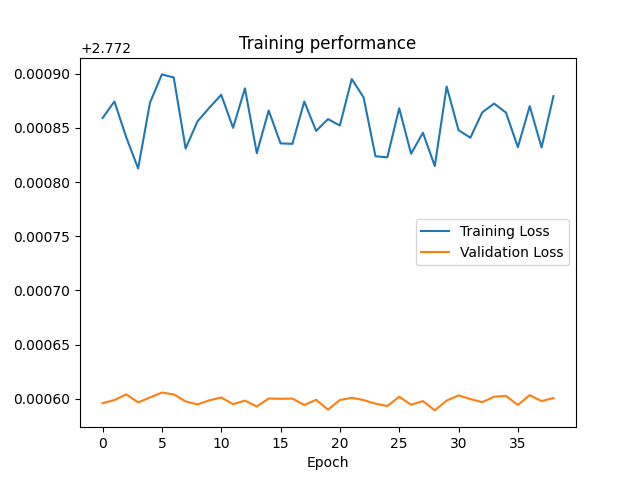 Training performance
+2.772
0.00090
0.00085
0.00080
0.00075
0.00070
0.00065
0.00060
Training Loss
Validation Loss
0 5 10 15 20 25 30 35
Epoch